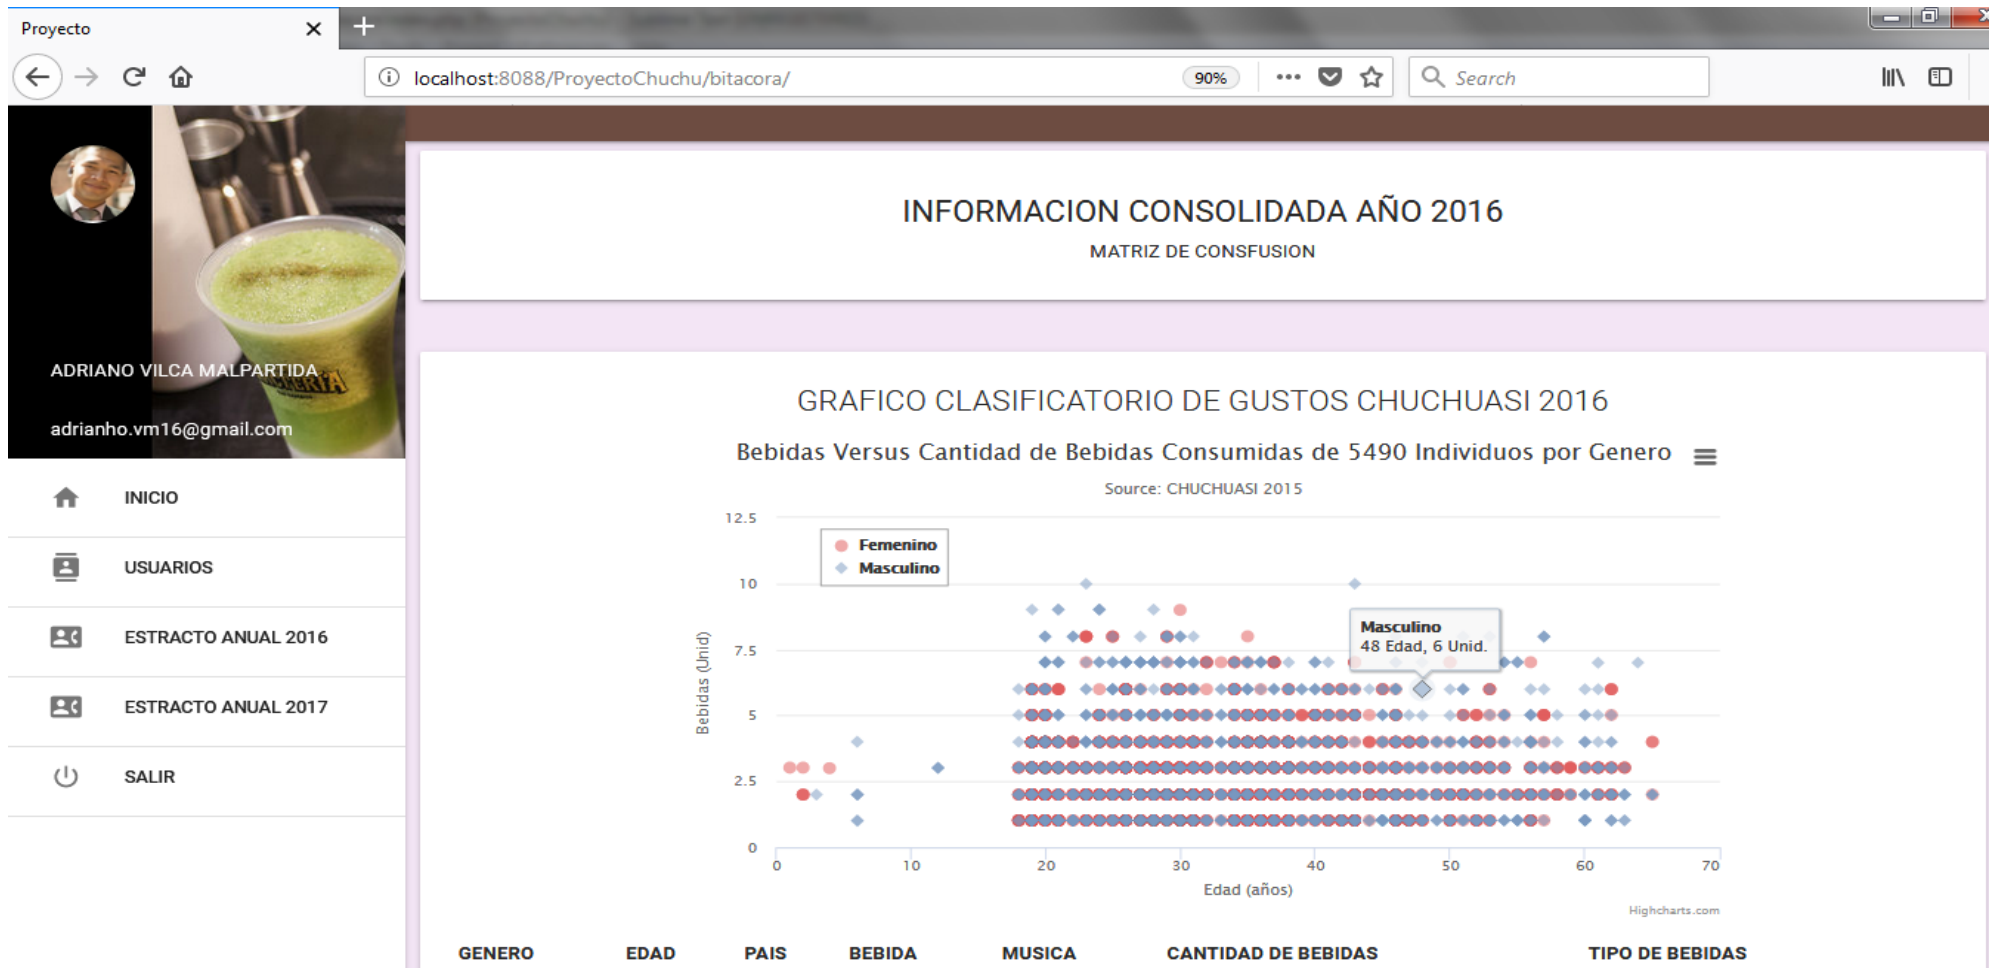 Proyecto
localhost:8088/ProyectoChuchu/bitacora/
90%
Search
ADRIANO VILCA MALPARTIDA
adrianho.vm16@gmail.com
INICIO
USUARIOS
ESTRACTO ANUAL 2016
ESTRACTO ANUAL 2017
SALIR
INFORMACION CONSOLIDADA AÑO 2016
MATRIZ DE CONSFUSION
GRAFICO CLASIFICATORIO DE GUSTOS CHUCHUASI 2016
Bebidas Versus Cantidad de Bebidas Consumidas de 5490 Individuos por Genero
Source: CHUCHUASI 2015
Femenino
Masculino
Masculino
48 Edad, 6 Unid.
Bebidas (Unid)
12.5
10
7.5
5
2.5
0
0 10 20 30 40 50 60 70
Edad (años)
Highcharts.com
GENERO EDAD PAIS BEBIDA MUSICA CANTIDAD DE BEBIDAS TIPO DE BEBIDAS